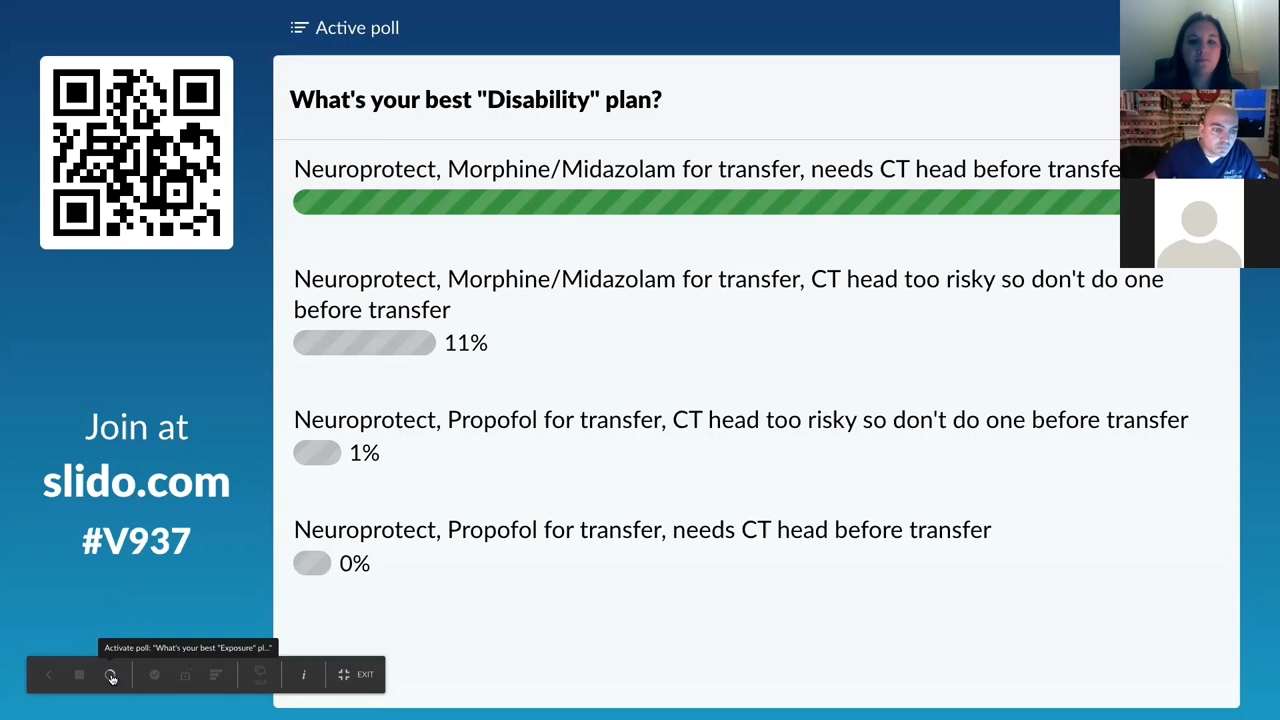 Active poll
What's your best "Disability" plan?
Neuroprotect, Morphine/Midazolam for transfer, needs CT head before transfe
Neuroprotect, Morphine/Midazolam for transfer, CT head too risky so don't do one
before transfer
11%
Neuroprotect, Propofol for transfer, CT head too risky so don't do one before transfer
1%
Neuroprotect, Propofol for transfer, needs CT head before transfer
0%
Join at
slido.com
#V937
Activate poll: "What's your best "Exposure" pl..."
i
EXIT